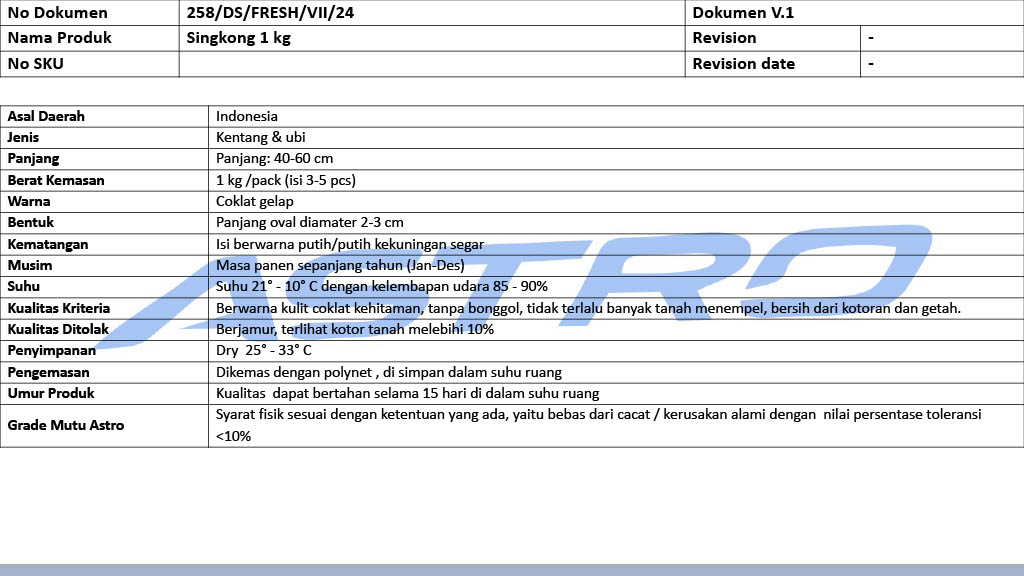 No Dokumen 258/DS/FRESH/VII/24 Dokumen V.1
Nama Produk Singkong 1 kg Revision -
No SKU Revision date -
Asal Daerah Indonesia
Jenis Kentang & ubi
Panjang Panjang: 40-60 cm
Berat Kemasan 1 kg /pack (isi 3-5 pcs)
Warna Coklat gelap
Bentuk Panjang oval diamater 2-3 cm
Kematangan Isi berwarna putih/putih kekuningan segar
Musim Masa panen sepanjang tahun (Jan-Des)
Suhu Suhu 21° - 10° C dengan kelembapan udara 85 - 90%
Kualitas Kriteria Berwarna kulit coklat kehitaman, tanpa bonggol, tidak terlalu banyak tanah menempel, bersih dari kotoran dan getah.
Kualitas Ditolak Berjamur, terlihat kotor tanah melebihi 10%
Penyimpanan Dry 25° - 33° C
Pengemasan Dikemas dengan polynet , di simpan dalam suhu ruang
Umur Produk Kualitas dapat bertahan selama 15 hari di dalam suhu ruang
Grade Mutu Astro Syarat fisik sesuai dengan ketentuan yang ada, yaitu bebas dari cacat / kerusakan alami dengan nilai persentase toleransi
<10%
ASTRO